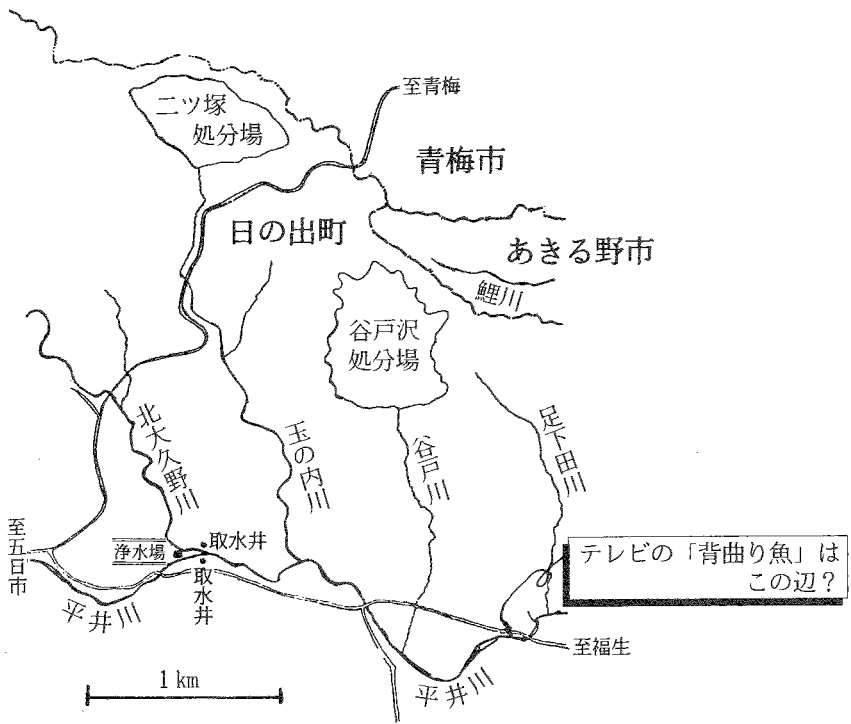 至青梅
二ツ塚
処分場
青梅市
日の出町
あきる野市
鯉川
谷戸沢
処分場
北大久野川
玉の内川
谷戸川
足下田川
至五日市
浄水場
取水井
取水井
平井川
テレビの「背曲り魚」は
この辺？
至福生
平井川
1 km